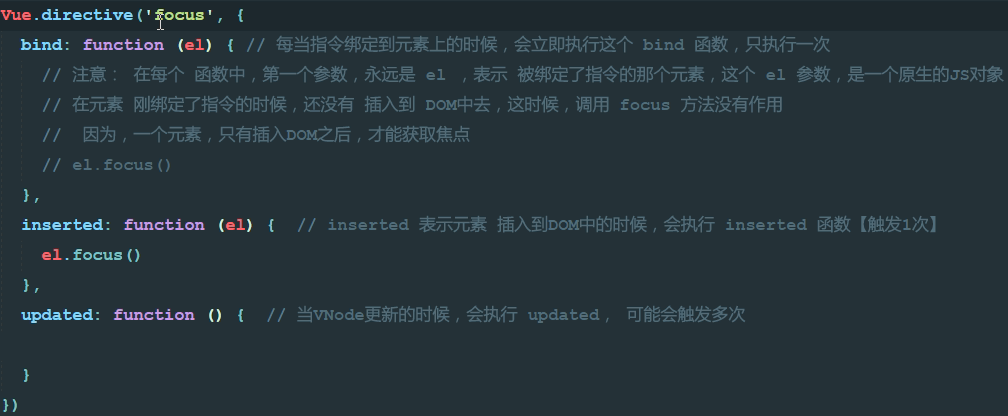 Vue.directive('focus', {
  bind: function (el) { // 每当指令绑定到元素上的时候，会立即执行这个 bind 函数，只执行一次
    // 注意： 在每个 函数中，第一个参数，永远是 el ，表示 被绑定了指令的那个元素，这个 el 参数，是一个原生的JS对象
    // 在元素 刚绑定了指令的时候，还没有 插入到 DOM中去，这时候，调用 focus 方法没有作用
    //  因为，一个元素，只有插入DOM之后，才能获取焦点
    // el.focus()
  },
  inserted: function (el) {  // inserted 表示元素 插入到DOM中的时候，会执行 inserted 函数【触发1次】
    el.focus()
  },
  updated: function () {  // 当VNode更新的时候，会执行 updated， 可能会触发多次
  }
})